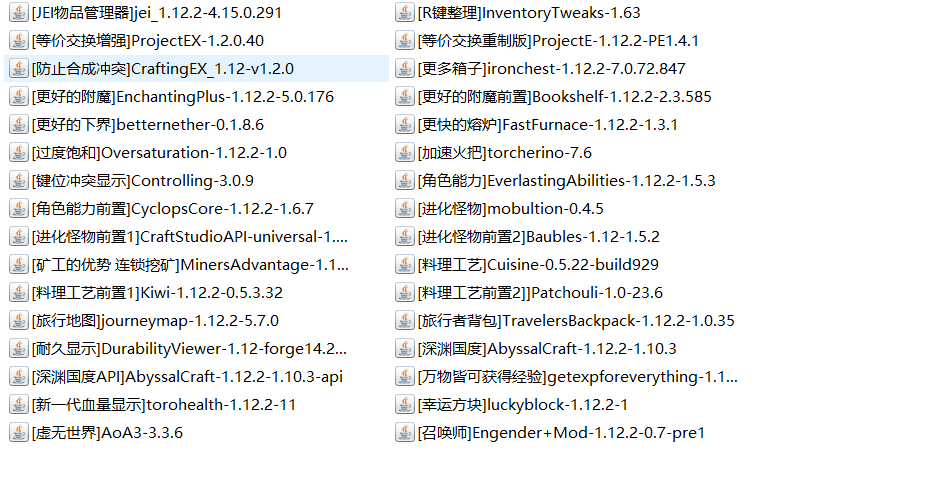 [JEI物品管理器]jei_1.12.2-4.15.0.291
[R键整理]InventoryTweaks-1.63
[等价交换增强]ProjectEX-1.2.0.40
[等价交换重制版]ProjectE-1.12.2-PE1.4.1
[防止合成冲突]CraftingEX_1.12-v1.2.0
[更多箱子]ironchest-1.12.2-7.0.72.847
[更好的附魔]EnchantingPlus-1.12.2-5.0.176
[更好的附魔前置]Bookshelf-1.12.2-2.3.585
[更好的下界]betternether-0.1.8.6
[更快的熔炉]FastFurnace-1.12.2-1.3.1
[过度饱和]Oversaturation-1.12.2-1.0
[加速火把]torcherino-7.6
[键位冲突显示]Controlling-3.0.9
[角色能力]EverlastingAbilities-1.12.2-1.5.3
[角色能力前置]CyclopsCore-1.12.2-1.6.7
[进化怪物]mobultion-0.4.5
[进化怪物前置1]CraftStudioAPI-universal-1....
[进化怪物前置2]Baubles-1.12-1.5.2
[矿工的优势 连锁挖矿]MinersAdvantage-1.1...
[料理工艺]Cuisine-0.5.22-build929
[料理工艺前置1]Kiwi-1.12.2-0.5.3.32
[料理工艺前置2]]Patchouli-1.0-23.6
[旅行地图]journeymap-1.12.2-5.7.0
[旅行者背包]TravelersBackpack-1.12.2-1.0.35
[耐久显示]DurabilityViewer-1.12-forge14.2...
[深渊国度]AbyssalCraft-1.12.2-1.10.3
[深渊国度API]AbyssalCraft-1.12.2-1.10.3-api
[万物皆可获得经验]getexpforeverything-1.1...
[新一代血量显示]torohealth-1.12.2-11
[幸运方块]luckyblock-1.12.2-1
[虚无世界]AoA3-3.3.6
[召唤师]Engender+Mod-1.12.2-0.7-pre1